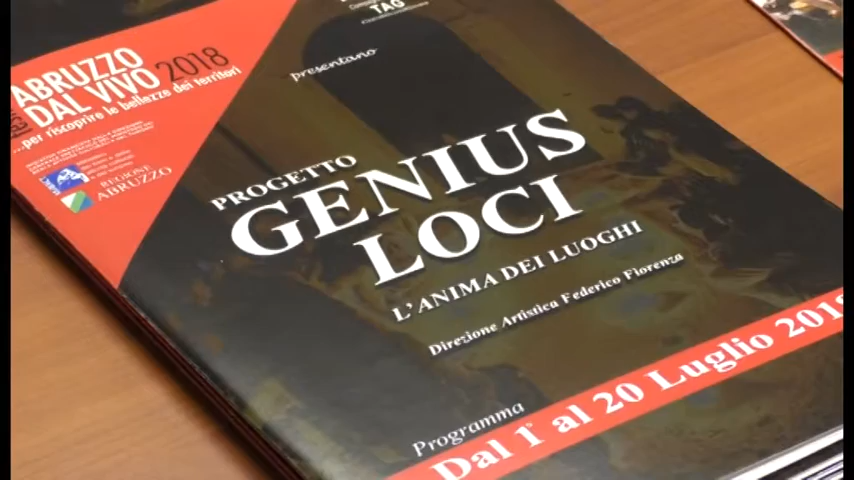 TAG
presentano
ABRUZZO
DAL VIVO 2018
...per riscoprire le bellezze dei territori
REGIONE
ABRUZZO
PROGETTO
GENIUS
LOCI
L'ANIMA DEI LUOGHI
Direzione Artistica Federico Fiorenza
Programma
Dal 1° al 20 Luglio 2018